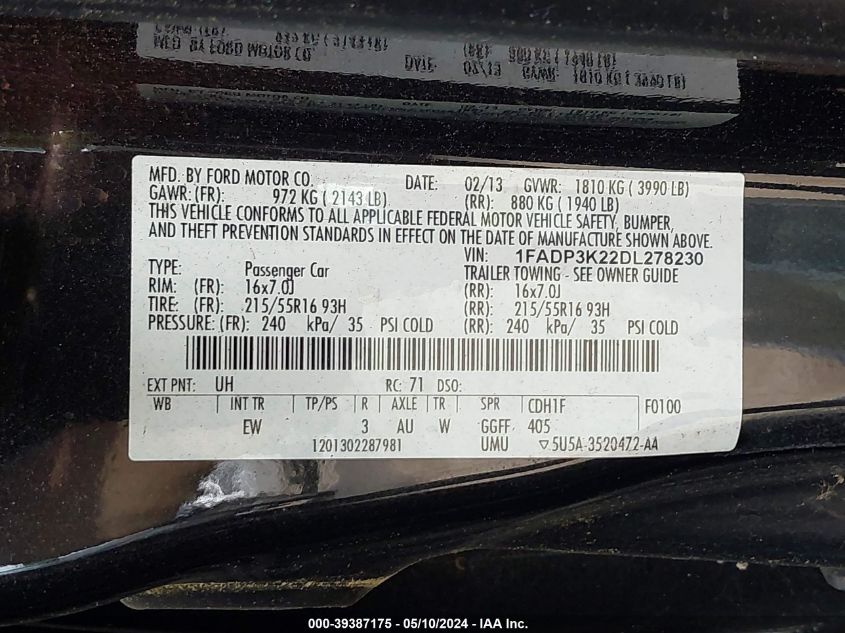 MFD. BY FORD MOTOR CO. DATE: 02/13 GVWR: 1810 KG ( 3990 LB)
GAWR: (FR): 972 KG ( 2143 LB) (RR): 880 KG ( 1940 LB)
THIS VEHICLE CONFORMS TO ALL APPLICABLE FEDERAL MOTOR VEHICLE SAFETY, BUMPER,
AND THEFT PREVENTION STANDARDS IN EFFECT ON THE DATE OF MANUFACTURE SHOWN ABOVE.
VIN: 1FADP3K22DL278230
TYPE: Passenger Car TRAILER TOWING - SEE OWNER GUIDE
RIM: (FR): 16x7.0J (RR): 16x7.0J
TIRE: (FR): 215/55R16 93H (RR): 215/55R16 93H
PRESSURE: (FR): 240 kPa/ 35 PSI COLD (RR): 240 kPa/ 35 PSI COLD
EXT PNT: UH RC: 71 DSO:
WB INT TR TP/PS R AXLE TR SPR CDH1F F0100
EW 3 AU W GGFF 405
1201302287981 UMU ▽5U5A-3520472-AA
000-39387175 - 05/10/2024 - IAA Inc.